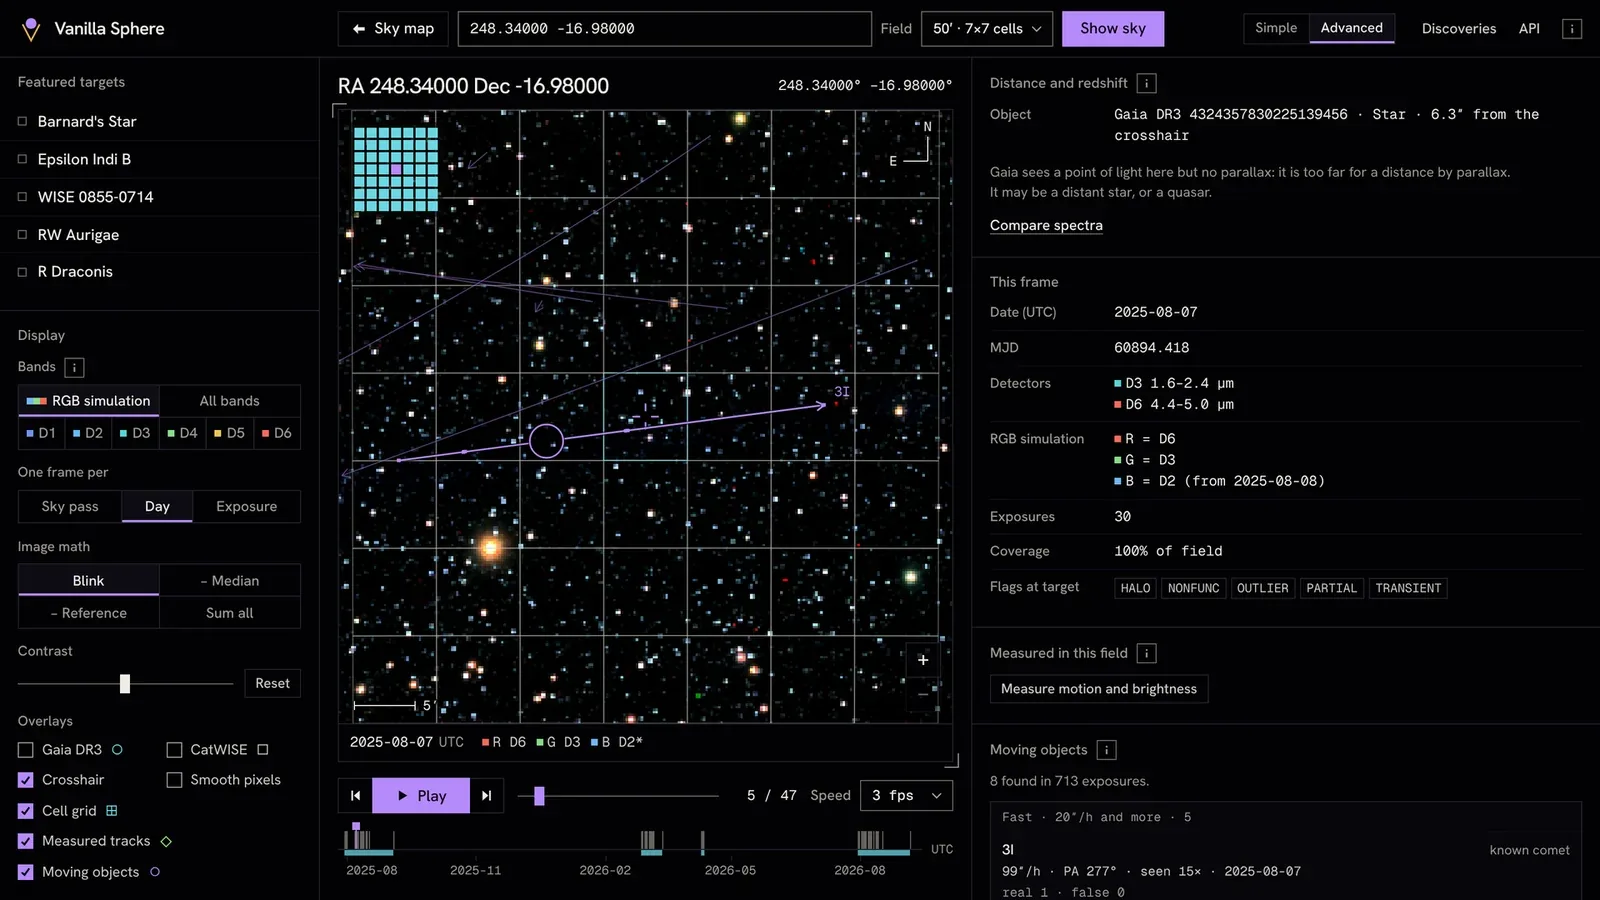 Vanilla Sphere
Sky map
248.34000 -16.98000
Field
50′ · 7×7 cells
Show sky
Simple
Advanced
Discoveries
API
i
Featured targets
Barnard's Star
Epsilon Indi B
WISE 0855-0714
RW Aurigae
R Draconis
Display
Bands i
RGB simulation
All bands
D1 D2 D3 D4 D5 D6
One frame per
Sky pass Day Exposure
Image math
Blink
− Median
− Reference
Sum all
Contrast
Reset
Overlays
Gaia DR3
CatWISE
Crosshair
Smooth pixels
Cell grid
Measured tracks
Moving objects
RA 248.34000 Dec -16.98000
248.34000° −16.98000°
N
E
3I
+
−
5′
2025-08-07 UTC R D6 G D3 B D2*
Play
5 / 47
Speed
3 fps
UTC
2025-08 2025-11 2026-02 2026-05 2026-08
Distance and redshift i
Object
Gaia DR3 4324357830225139456 · Star · 6.3″ from the
crosshair
Gaia sees a point of light here but no parallax: it is too far for a distance by parallax.
It may be a distant star, or a quasar.
Compare spectra
This frame
Date (UTC) 2025-08-07
MJD 60894.418
Detectors D3 1.6–2.4 µm
D6 4.4–5.0 µm
RGB simulation R = D6
G = D3
B = D2 (from 2025-08-08)
Exposures 30
Coverage 100% of field
Flags at target HALO NONFUNC OUTLIER PARTIAL TRANSIENT
Measured in this field i
Measure motion and brightness
Moving objects i
8 found in 713 exposures.
Fast · 20″/h and more · 5
3I known comet
99″/h · PA 277° · seen 15× · 2025-08-07
real 1 · false 0